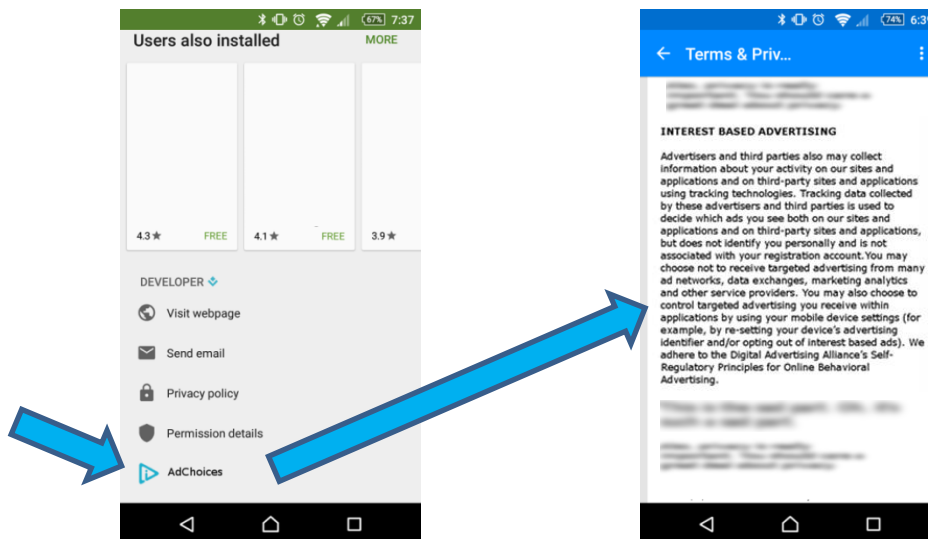 67% 7:37
Users also installed MORE
4.3★ FREE 4.1★ FREE 3.9★
DEVELOPER
Visit webpage
Send email
Privacy policy
Permission details
AdChoices
74% 6:39
Terms & Priv...
INTEREST BASED ADVERTISING
Advertisers and third parties also may collect
information about your activity on our sites and
applications and on third-party sites and applications
using tracking technologies. Tracking data collected
by these advertisers and third parties is used to
decide which ads you see both on our sites and
applications and on third-party sites and applications,
but does not identify you personally and is not
associated with your registration account.You may
choose not to receive targeted advertising from many
ad networks, data exchanges, marketing analytics
and other service providers. You may also choose to
control targeted advertising you receive within
applications by using your mobile device settings (for
example, by re-setting your device's advertising
identifier and/or opting out of interest based ads). We
adhere to the Digital Advertising Alliance's Self-
Regulatory Principles for Online Behavioral
Advertising.